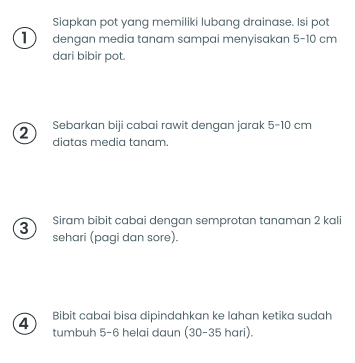 1
Siapkan pot yang memiliki lubang drainase. Isi pot
dengan media tanam sampai menyisakan 5-10 cm
dari bibir pot.
2
Sebarkan biji cabai rawit dengan jarak 5-10 cm
diatas media tanam.
3
Siram bibit cabai dengan semprotan tanaman 2 kali
sehari (pagi dan sore).
4
Bibit cabai bisa dipindahkan ke lahan ketika sudah
tumbuh 5-6 helai daun (30-35 hari).